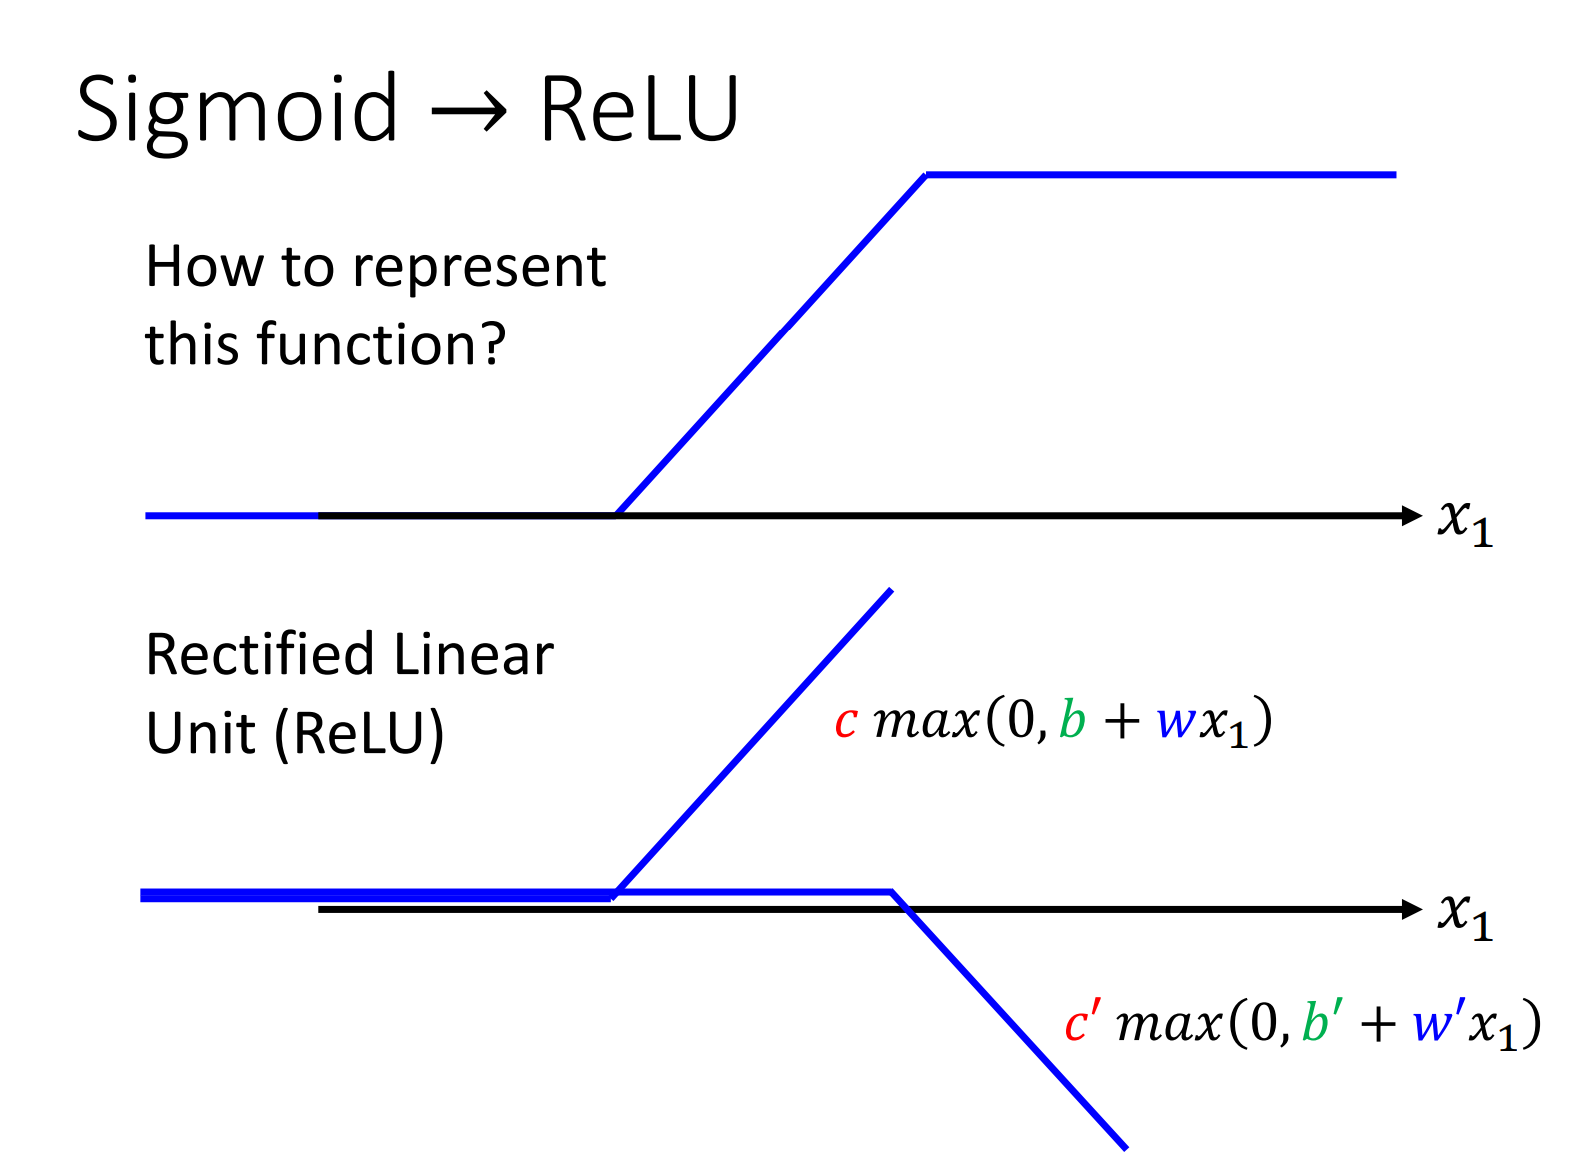 Sigmoid → ReLU
How to represent
this function?
x₁
Rectified Linear
Unit (ReLU)
c max(0, b + wx₁)
x₁
c′ max(0, b′ + w′x₁)